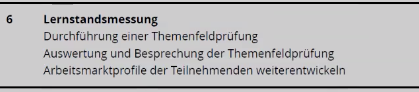 6 Lernstandsmessung
Durchführung einer Themenfeldprüfung
Auswertung und Besprechung der Themenfeldprüfung
Arbeitsmarktprofile der Teilnehmenden weiterentwickeln